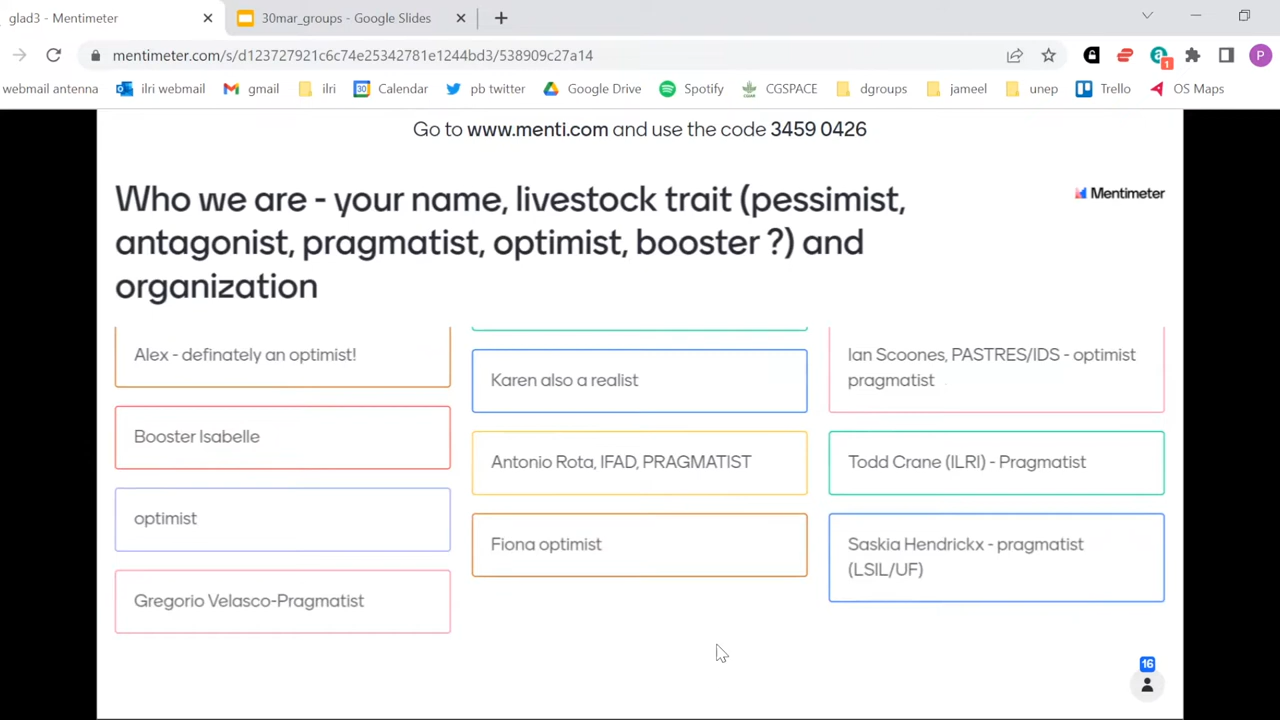 glad3 - Mentimeter
30mar_groups - Google Slides
mentimeter.com/s/d123727921c6c74e25342781e1244bd3/538909c27a14
1
P
webmail antenna
ilri webmail
gmail
ilri
30
Calendar
pb twitter
Google Drive
Spotify
CGSPACE
dgroups
jameel
unep
Trello
OS Maps
Go to www.menti.com and use the code 3459 0426
Who we are - your name, livestock trait (pessimist,
antagonist, pragmatist, optimist, booster ?) and
organization
Mentimeter
Alex - definately an optimist!
Booster Isabelle
optimist
Gregorio Velasco-Pragmatist
Karen also a realist
Antonio Rota, IFAD, PRAGMATIST
Fiona optimist
Ian Scoones, PASTRES/IDS - optimist
pragmatist
Todd Crane (ILRI) - Pragmatist
Saskia Hendrickx - pragmatist
(LSIL/UF)
16